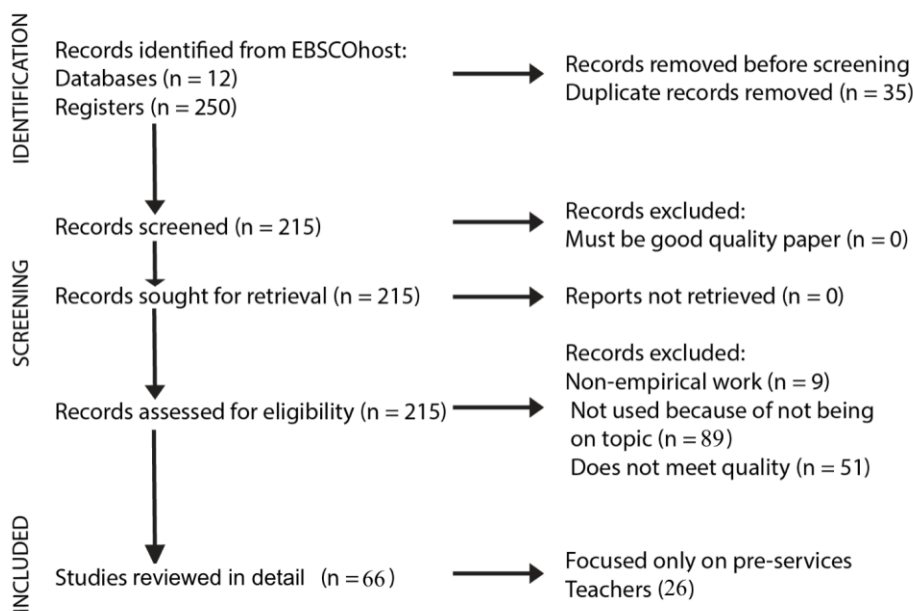 IDENTIFICATION
Records identified from EBSCOhost:
Databases (n = 12)
Registers (n = 250)
Records removed before screening
Duplicate records removed (n = 35)
SCREENING
Records screened (n = 215)
Records excluded:
Must be good quality paper (n = 0)
Records sought for retrieval (n = 215)
Reports not retrieved (n = 0)
Records assessed for eligibility (n = 215)
Records excluded:
Non-empirical work (n = 9)
Not used because of not being
on topic (n = 89)
Does not meet quality (n = 51)
INCLUDED
Studies reviewed in detail (n = 66)
Focused only on pre-services
Teachers (26)